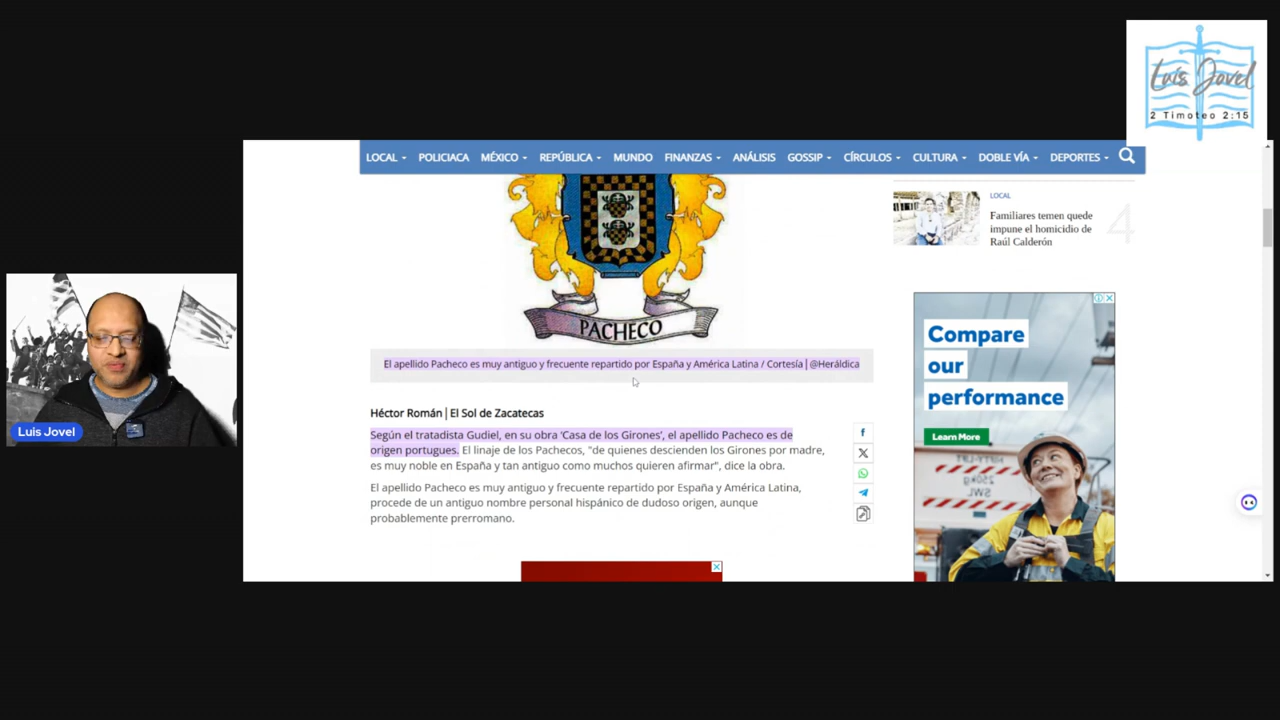 Luis Jovel
2 Timoteo 2:15
LOCAL
POLICIACA
MÉXICO
REPÚBLICA
MUNDO
FINANZAS
ANÁLISIS
GOSSIP
CÍRCULOS
CULTURA
DOBLE VÍA
DEPORTES
PACHECO
El apellido Pacheco es muy antiguo y frecuente repartido por España y América Latina / Cortesía | @Heráldica
Héctor Román | El Sol de Zacatecas
Según el tratadista Gudiel, en su obra ‘Casa de los Girones’, el apellido Pacheco es de
origen portugues. El linaje de los Pachecos, "de quienes descienden los Girones por madre,
es muy noble en España y tan antiguo como muchos quieren afirmar", dice la obra.
El apellido Pacheco es muy antiguo y frecuente repartido por España y América Latina,
procede de un antiguo nombre personal hispánico de dudoso origen, aunque
probablemente prerromano.
LOCAL
Familiares temen quede
impune el homicidio de
Raúl Calderón
4
Compare
our
performance
Learn More
Luis Jovel